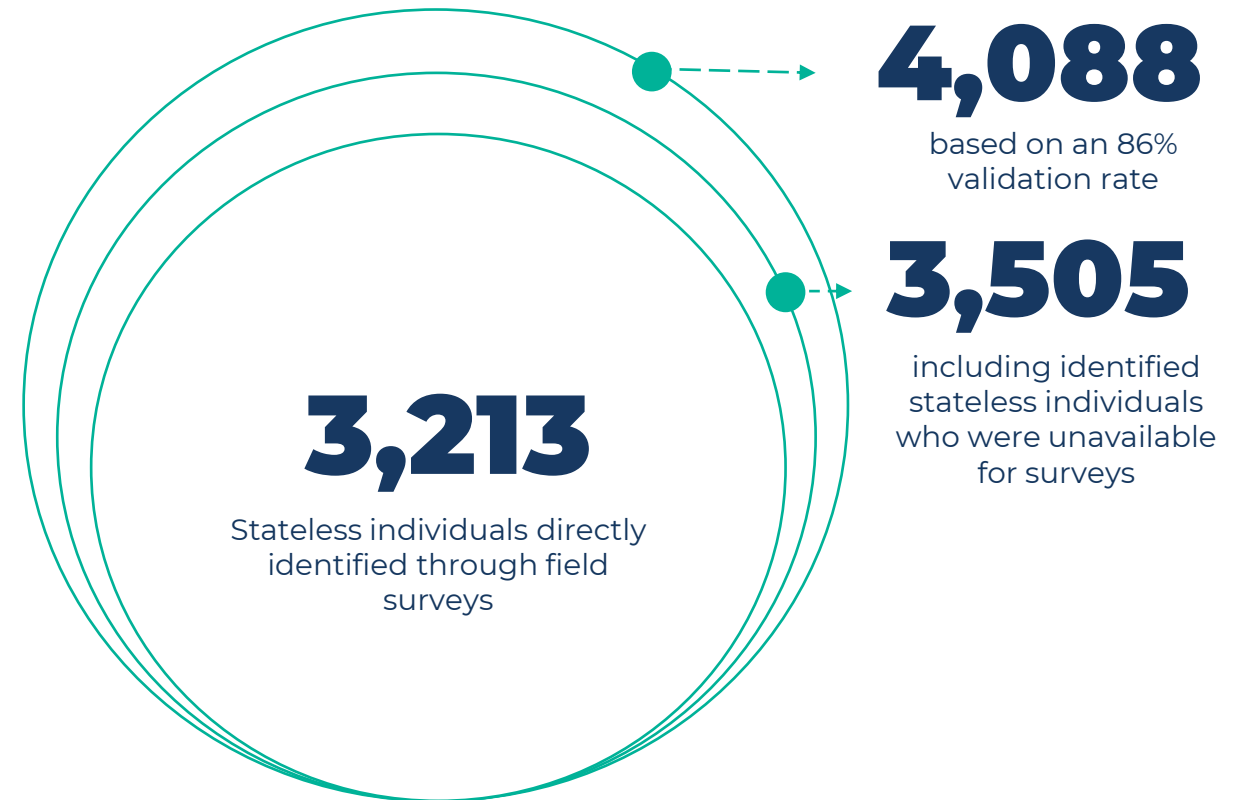 4,088
based on an 86%
validation rate
3,505
including identified
stateless individuals
who were unavailable
for surveys
3,213
Stateless individuals directly
identified through field
surveys